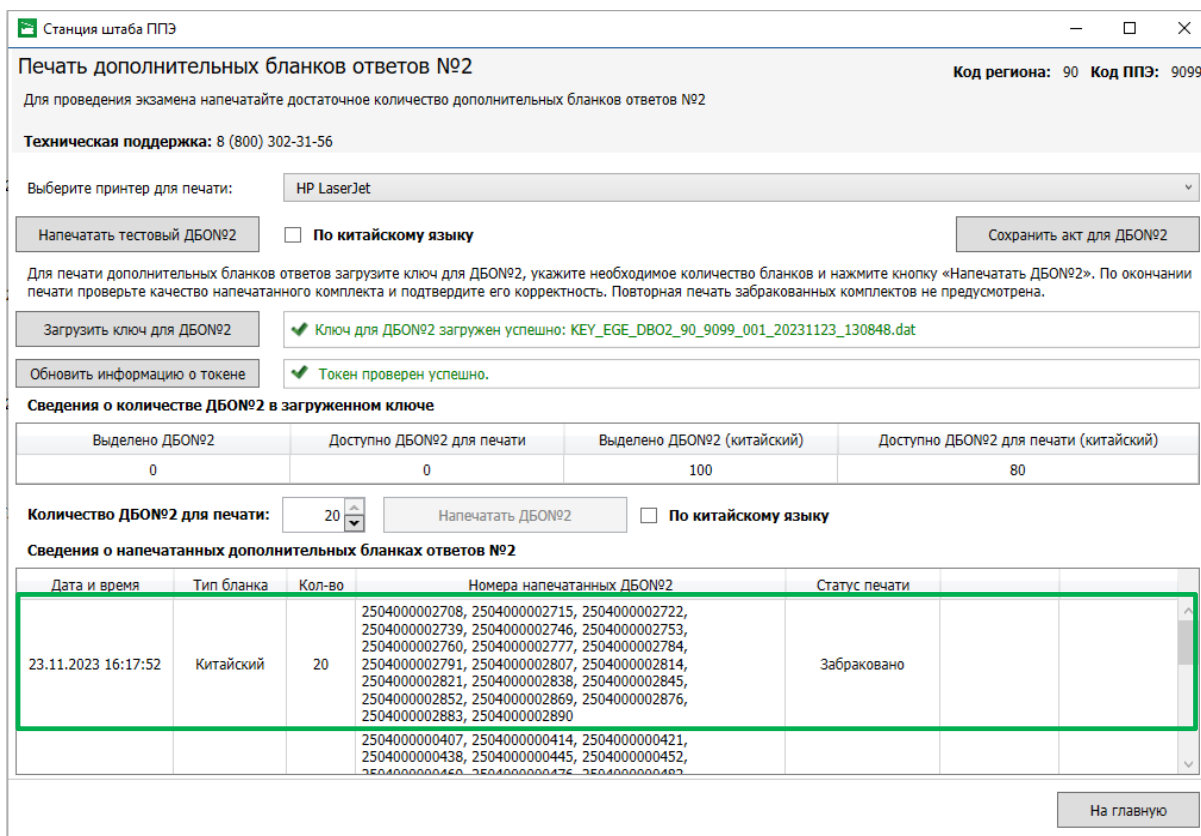 Станция штаба ППЭ
Печать дополнительных бланков ответов №2
Код региона: 90 Код ППЭ: 9099
Для проведения экзамена напечатайте достаточное количество дополнительных бланков ответов №2
Техническая поддержка: 8 (800) 302-31-56
Выберите принтер для печати:
HP LaserJet
Напечатать тестовый ДБО№2
По китайскому языку
Сохранить акт для ДБО№2
Для печати дополнительных бланков ответов загрузите ключ для ДБО№2, укажите необходимое количество бланков и нажмите кнопку «Напечатать ДБО№2». По окончании
печати проверьте качество напечатанного комплекта и подтвердите его корректность. Повторная печать забракованных комплектов не предусмотрена.
Загрузить ключ для ДБО№2
Ключ для ДБО№2 загружен успешно: KEY_EGE_DBO2_90_9099_001_20231123_130848.dat
Обновить информацию о токене
Токен проверен успешно.
Сведения о количестве ДБО№2 в загруженном ключе
Выделено ДБО№2 Доступно ДБО№2 для печати Выделено ДБО№2 (китайский) Доступно ДБО№2 для печати (китайский)
0 0 100 80
Количество ДБО№2 для печати: 20 Напечатать ДБО№2 По китайскому языку
Сведения о напечатанных дополнительных бланках ответов №2
Дата и время Тип бланка Кол-во Номера напечатанных ДБО№2 Статус печати
23.11.2023 16:17:52 Китайский 20
2504000002708, 2504000002715, 2504000002722,
2504000002739, 2504000002746, 2504000002753,
2504000002760, 2504000002777, 2504000002784,
2504000002791, 2504000002807, 2504000002814,
2504000002821, 2504000002838, 2504000002845,
2504000002852, 2504000002869, 2504000002876,
2504000002883, 2504000002890
Забраковано
2504000000407, 2504000000414, 2504000000421,
2504000000438, 2504000000445, 2504000000452,
На главную